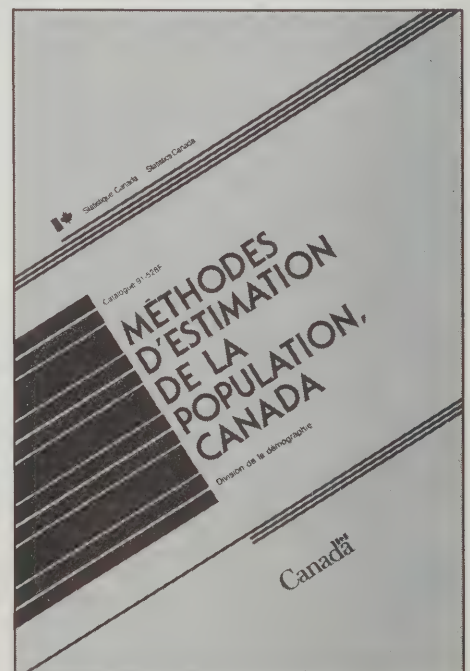 Statistique Canada Statistics Canada
Catalogue 91-528F
MÉTHODES
D'ESTIMATION
DE LA
POPULATION,
CANADA
Division de la démographie
Canada